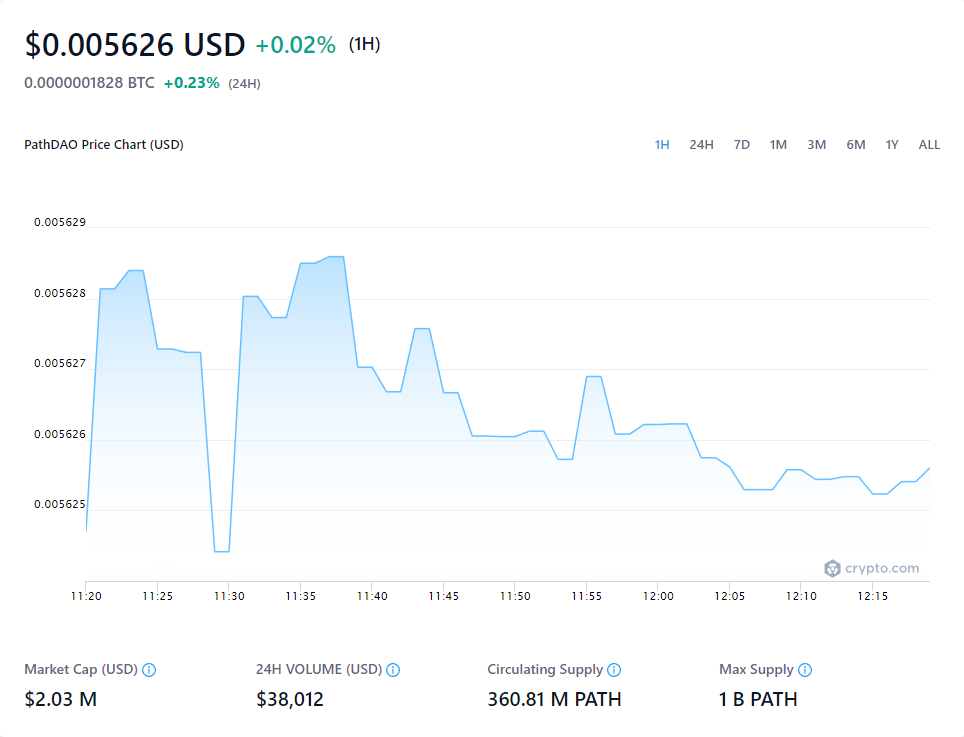 $0.005626 USD +0.02% (1H)
0.0000001828 BTC +0.23% (24H)
PathDAO Price Chart (USD) 1H 24H 7D 1M 3M 6M 1Y ALL
0.005629
0.005628
0.005627
0.005626
0.005625
crypto.com
11:20 11:25 11:30 11:35 11:40 11:45 11:50 11:55 12:00 12:05 12:10 12:15
Market Cap (USD) 24H VOLUME (USD) Circulating Supply Max Supply
$2.03 M $38,012 360.81 M PATH 1 B PATH